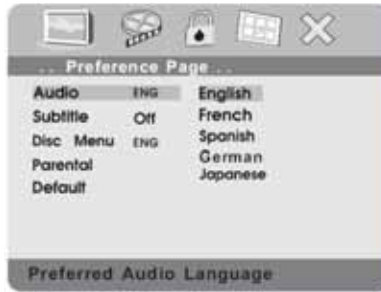 .. Preference Page ..
Audio ENG English
Subtitle Off French
Disc Menu ENG Spanish
Parental German
Default Japanese
Preferred Audio Language